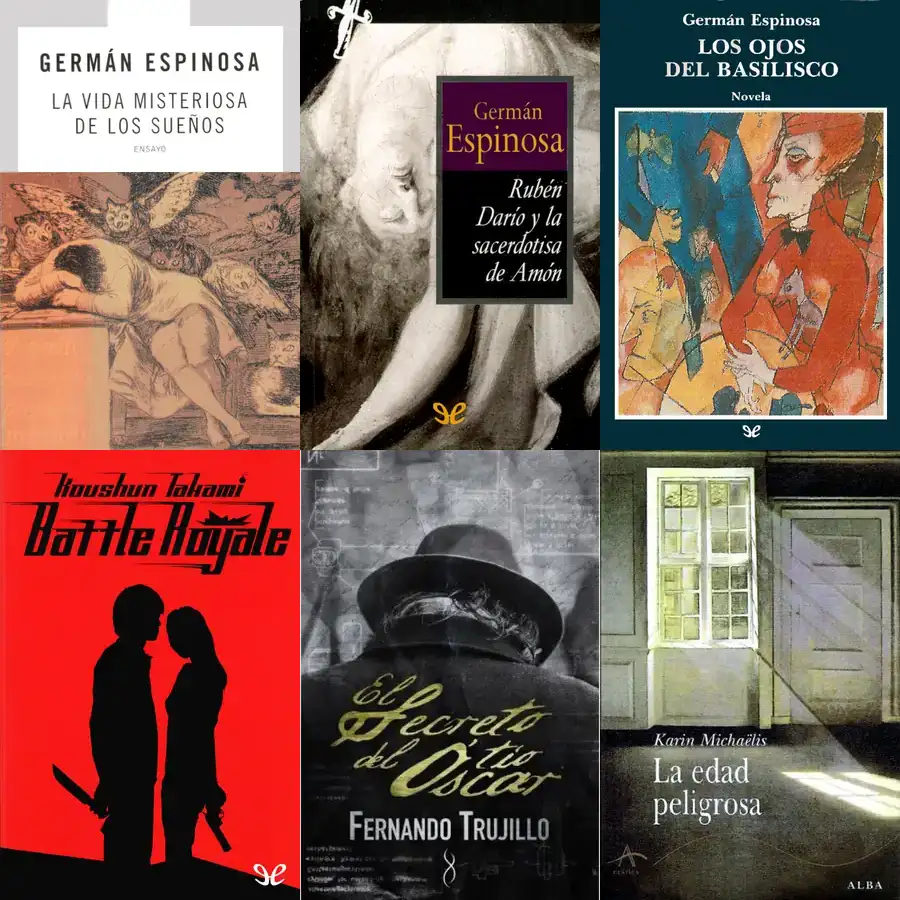 GERMÁN ESPINOSA
LA VIDA MISTERIOSA
DE LOS SUEÑOS
ENSAYO
Germán
Espinosa
Rubén
Darío y la
sacerdotisa
de Amón
Germán Espinosa
LOS OJOS
DEL BASILISCO
Novela
Koushun Takami
Battle Royale
El Secreto
del tío
Óscar
FERNANDO TRUJILLO
Karin Michaëlis
La edad
peligrosa
CLÁSICA
ALBA